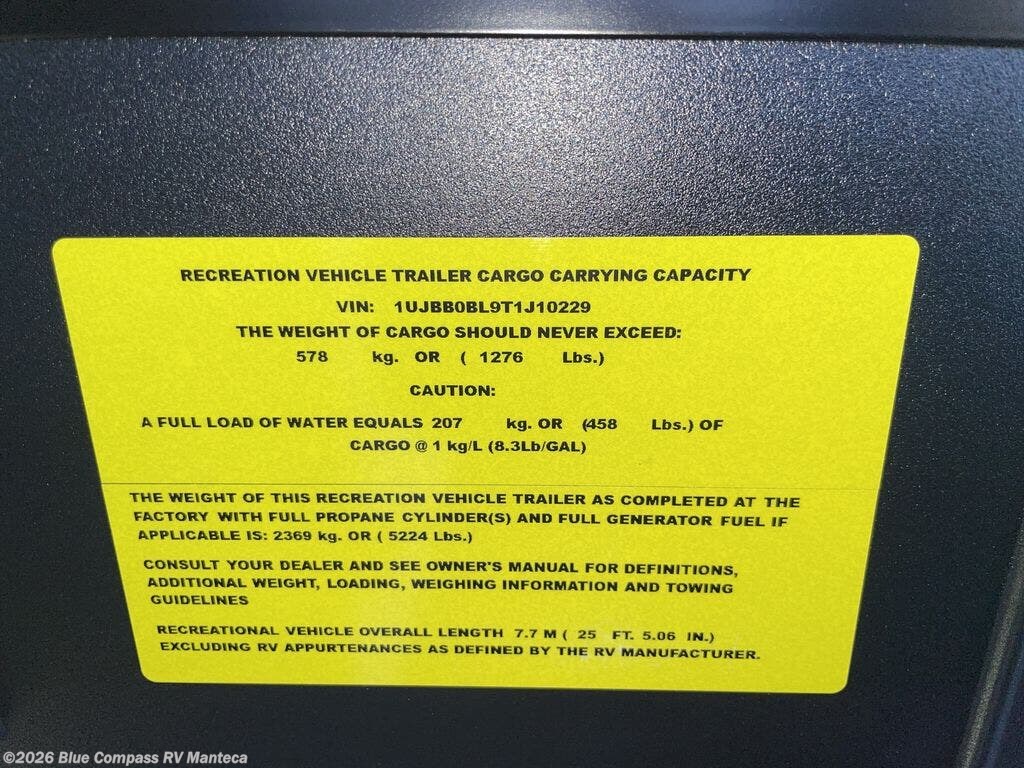 RECREATION VEHICLE TRAILER CARGO CARRYING CAPACITY
VIN: 1UJBB0BL9T1J10229
THE WEIGHT OF CARGO SHOULD NEVER EXCEED:
578 kg. OR ( 1276 Lbs.)
CAUTION:
A FULL LOAD OF WATER EQUALS 207 kg. OR (458 Lbs.) OF
CARGO @ 1 kg/L (8.3Lb/GAL)
THE WEIGHT OF THIS RECREATION VEHICLE TRAILER AS COMPLETED AT THE
FACTORY WITH FULL PROPANE CYLINDER(S) AND FULL GENERATOR FUEL IF
APPLICABLE IS: 2369 kg. OR ( 5224 Lbs.)
CONSULT YOUR DEALER AND SEE OWNER'S MANUAL FOR DEFINITIONS,
ADDITIONAL WEIGHT, LOADING, WEIGHING INFORMATION AND TOWING
GUIDELINES
RECREATIONAL VEHICLE OVERALL LENGTH 7.7 M ( 25 FT. 5.06 IN.)
EXCLUDING RV APPURTENANCES AS DEFINED BY THE RV MANUFACTURER.
©2026 Blue Compass RV Manteca